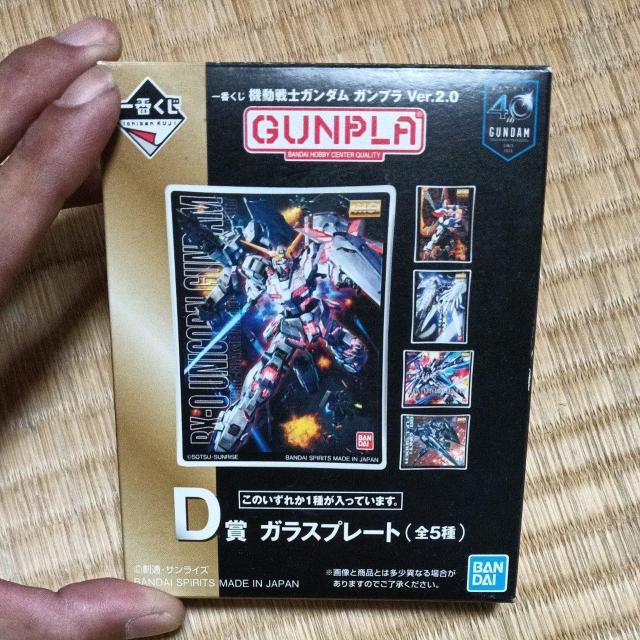 一番くじ
ICHIBAN KUJI
一番くじ 機動戦士ガンダム ガンプラ Ver.2.0
GUNPLA
BANDAI HOBBY CENTER QUALITY
40th
GUNDAM
MG
RX-0 UNICORN GUNDAM
©SOTSU・SUNRISE
BANDAI SPIRITS MADE IN JAPAN
BANDAI
このいずれか1種が入っています。
D賞 ガラスプレート(全5種)
©創通・サンライズ
BANDAI SPIRITS MADE IN JAPAN
※画像と商品とは多少異なる場合が
ありますのでご了承ください。
BANDAI